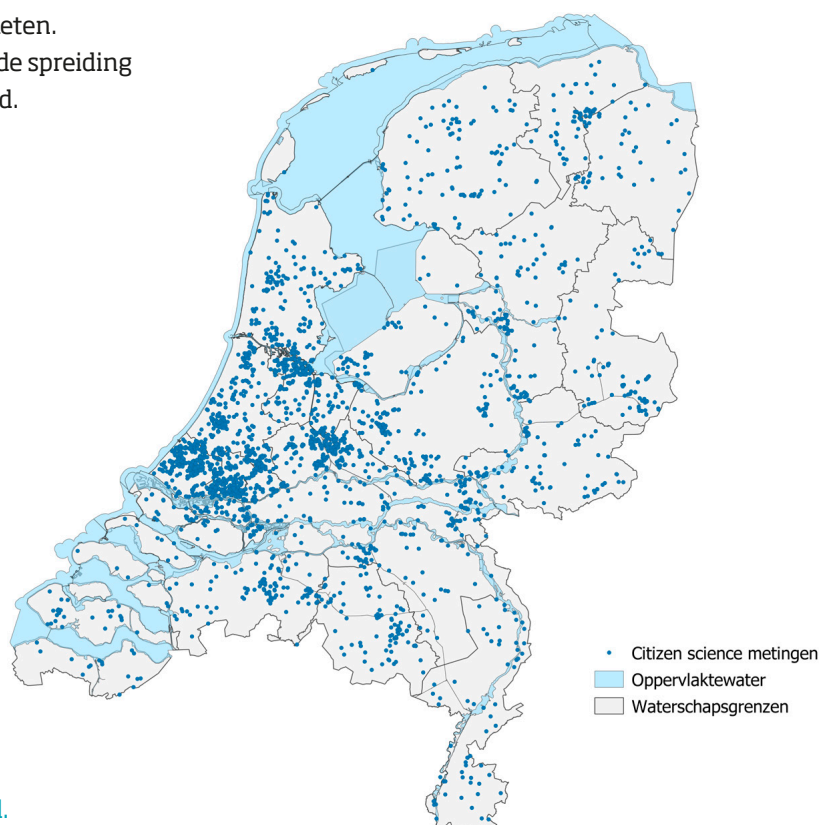 eten.
de spreiding
d.
Citizen science metingen
Oppervlaktewater
Waterschapsgrenzen